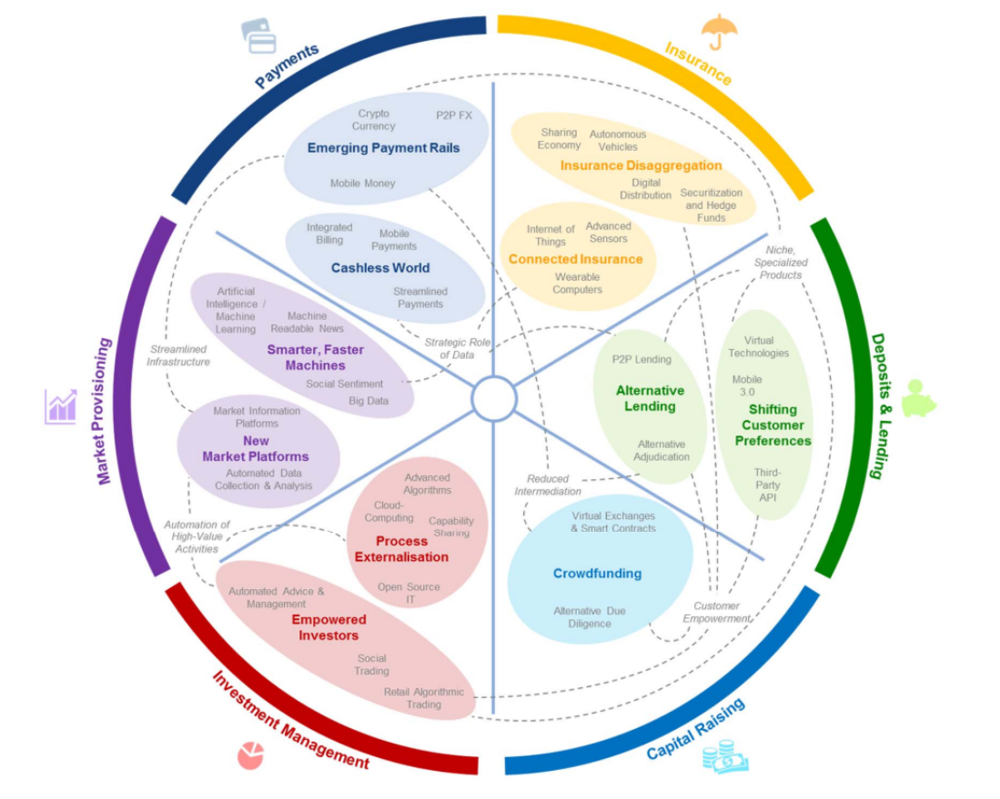 Payments
Insurance
Crypto
Currency
P2P FX
Emerging Payment Rails
Mobile Money
Integrated
Billing
Mobile
Payments
Cashless World
Streamlined
Payments
Sharing
Economy
Autonomous
Vehicles
Insurance Disaggregation
Digital
Distribution
Securitization
and Hedge
Funds
Internet of
Things
Advanced
Sensors
Connected Insurance
Wearable
Computers
Niche,
Specialized
Products
Artificial
Intelligence /
Machine
Learning
Machine
Readable News
Smarter, Faster
Machines
Social Sentiment
Big Data
Streamlined
Infrastructure
Strategic Role
of Data
Market Provisioning
Market Information
Platforms
New
Market Platforms
Automated Data
Collection & Analysis
P2P Lending
Alternative
Lending
Alternative
Adjudication
Virtual
Technologies
Mobile
3.0
Shifting
Customer
Preferences
Third-
Party
API
Deposits & Lending
Automation of
High-Value
Activities
Advanced
Algorithms
Cloud-
Computing
Capability
Sharing
Process
Externalisation
Open Source
IT
Reduced
Intermediation
Virtual Exchanges
& Smart Contracts
Crowdfunding
Alternative Due
Diligence
Customer
Empowerment
Automated Advice &
Management
Empowered
Investors
Social
Trading
Retail Algorithmic
Trading
Investment Management
Capital Raising